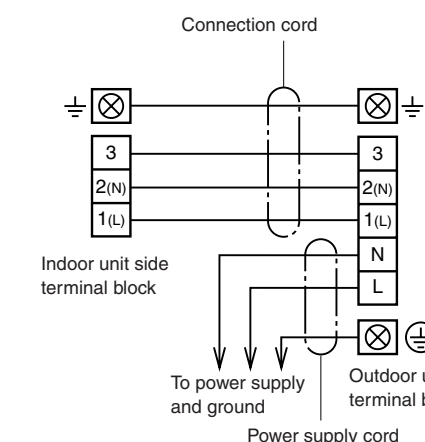 Connection cord
3
3
2(N)
2(N)
1(L)
1(L)
N
L
Indoor unit side
terminal block
To power supply
and ground
Outdoor
terminal
Power supply cord